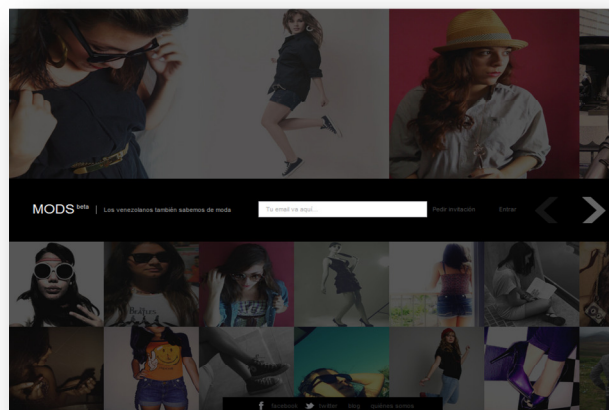 MODS beta | Los venezolanos también sabemos de moda Tu email va aquí... Pedir invitación Entrar
facebook twitter blog quiénes somos